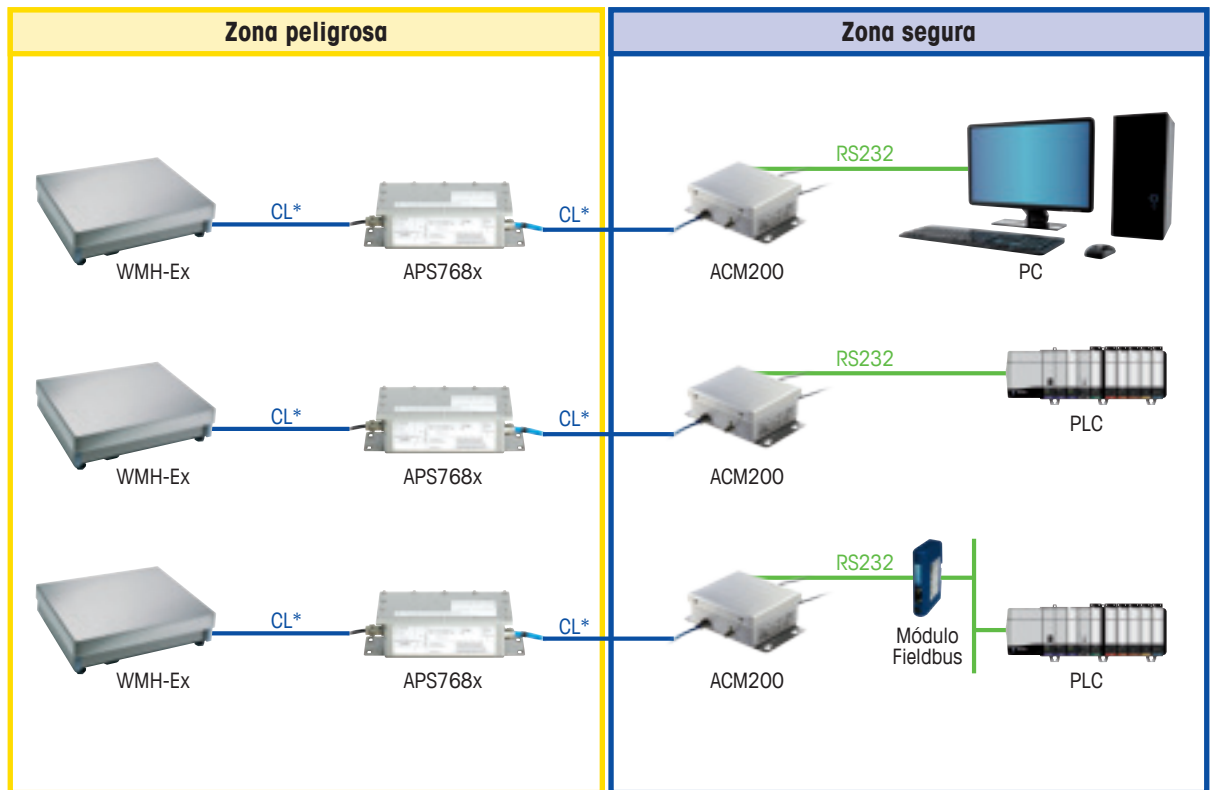 Zona peligrosa
Zona segura
RS232
CL*
CL*
WMH-Ex
APS768x
ACM200
PC
RS232
CL*
CL*
WMH-Ex
APS768x
ACM200
PLC
RS232
CL*
CL*
Módulo
Fieldbus
WMH-Ex
APS768x
ACM200
PLC